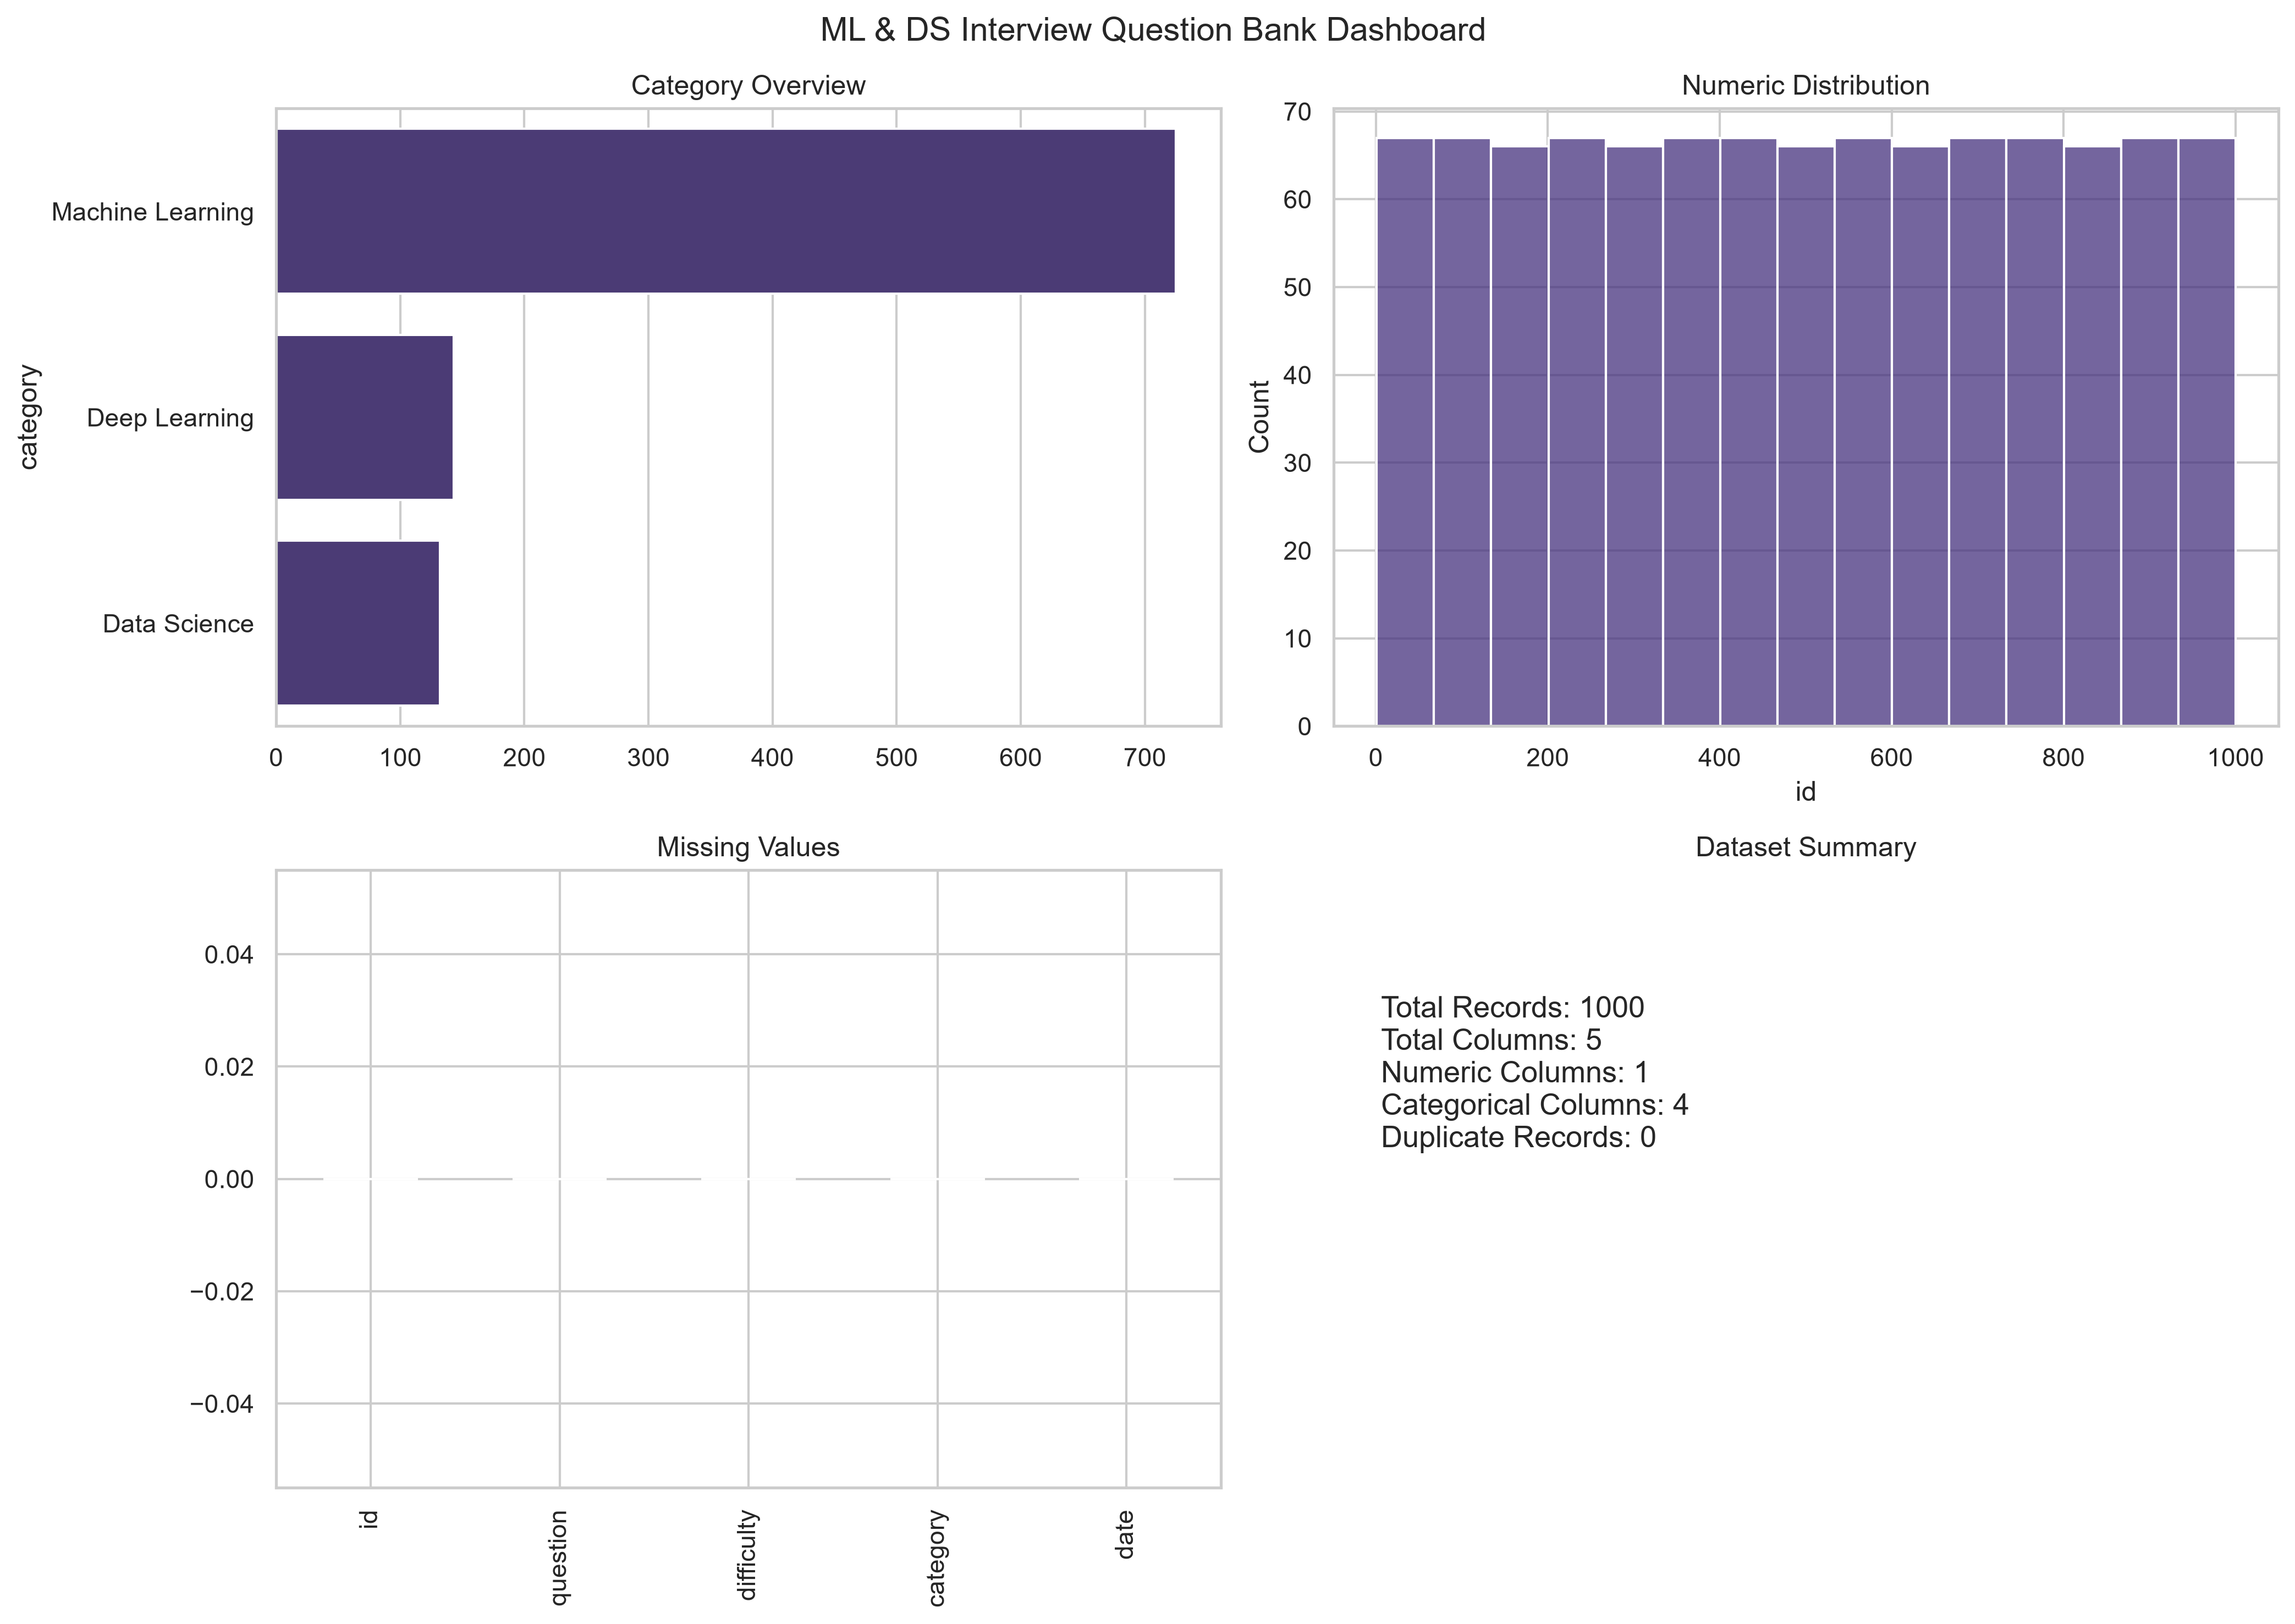 ML & DS Interview Question Bank Dashboard
Category Overview
category
Machine Learning
Deep Learning
Data Science
0 100 200 300 400 500 600 700
Numeric Distribution
Count
70
60
50
40
30
20
10
0
0 200 400 600 800 1000
id
Missing Values
0.04
0.02
0.00
−0.02
−0.04
id
question
difficulty
category
date
Dataset Summary
Total Records: 1000
Total Columns: 5
Numeric Columns: 1
Categorical Columns: 4
Duplicate Records: 0